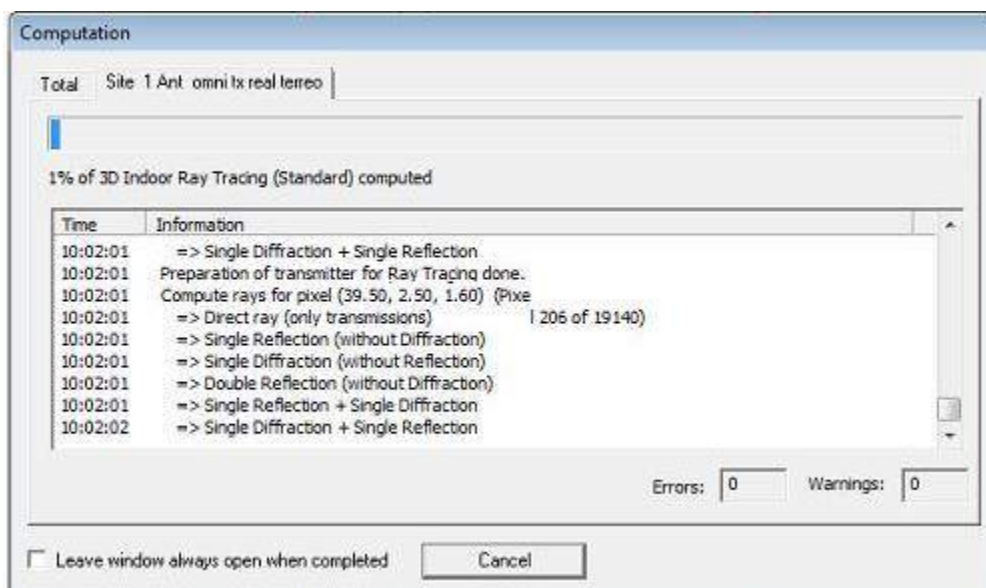 Computation
Total Site 1 Ant omni tx real terreo
1% of 3D Indoor Ray Tracing (Standard) computed
Time Information
10:02:01 => Single Diffraction + Single Reflection
10:02:01 Preparation of transmitter for Ray Tracing done.
10:02:01 Compute rays for pixel (39.50, 2.50, 1.60) (Pixe
10:02:01 => Direct ray (only transmissions) l 206 of 19140)
10:02:01 => Single Reflection (without Diffraction)
10:02:01 => Single Diffraction (without Reflection)
10:02:01 => Double Reflection (without Diffraction)
10:02:01 => Single Reflection + Single Diffraction
10:02:02 => Single Diffraction + Single Reflection
Errors: 0 Warnings: 0
Leave window always open when completed Cancel